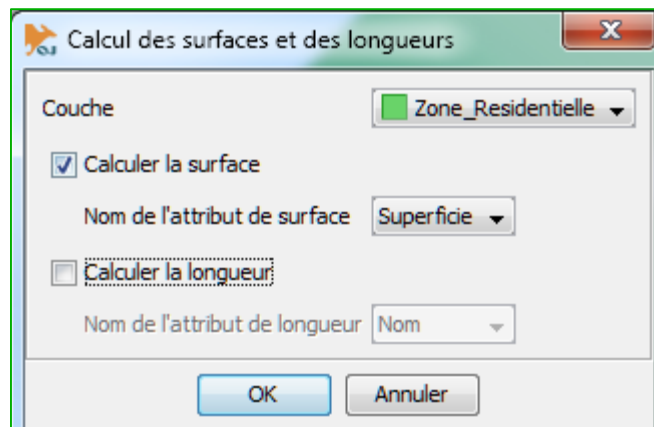 Calcul des surfaces et des longueurs
Couche Zone_Residentielle
Calculer la surface
Nom de l'attribut de surface Superficie
Calculer la longueur
Nom de l'attribut de longueur Nom
OK Annuler